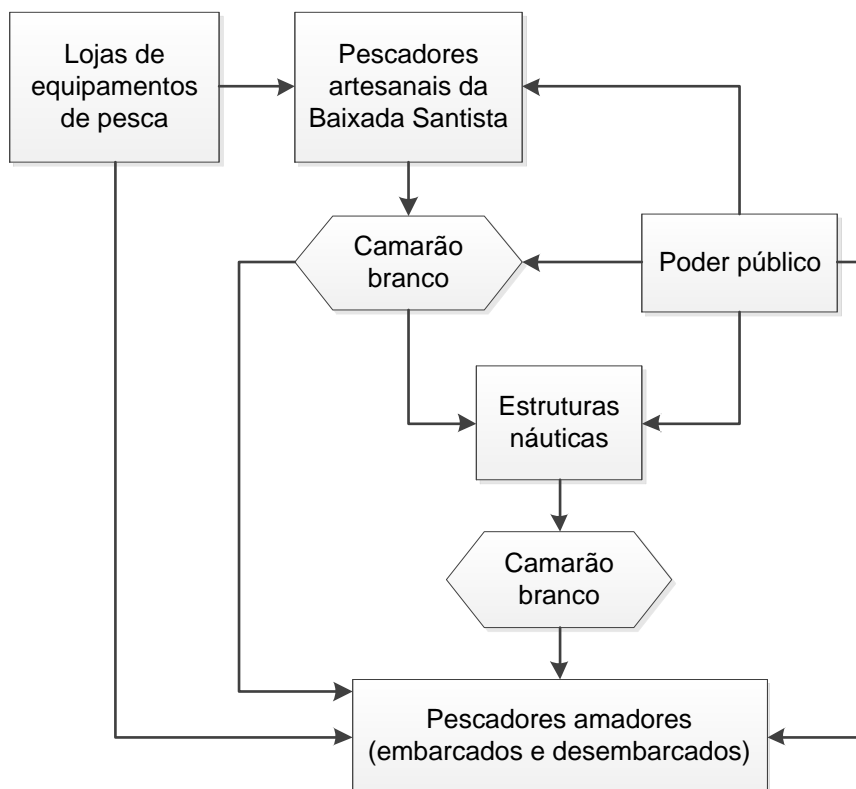 Lojas de
equipamentos
de pesca
Pescadores
artesanais da
Baixada Santista
Camarão
branco
Poder público
Estruturas
náuticas
Camarão
branco
Pescadores amadores
(embarcados e desembarcados)